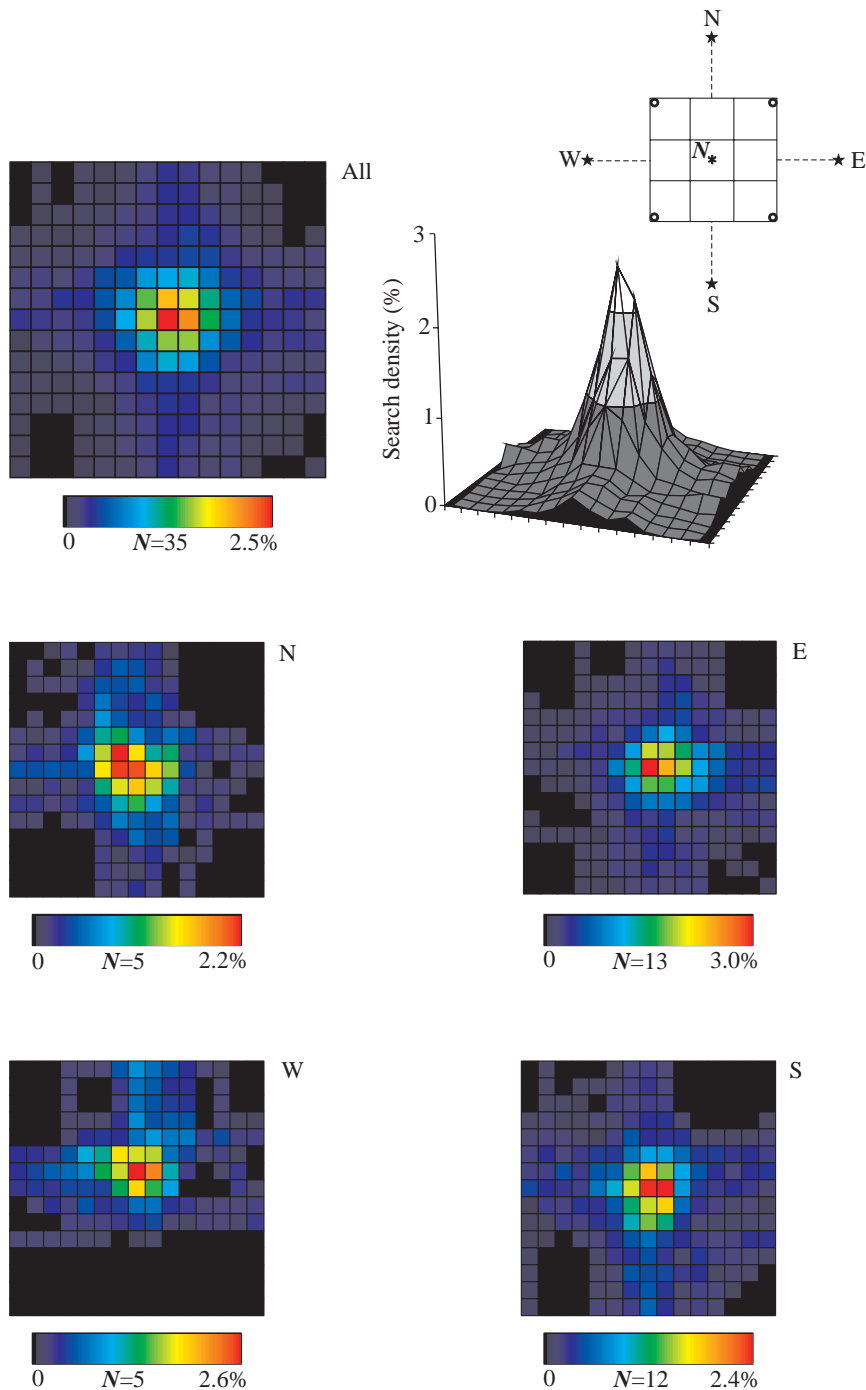 N
All
W
N
E
S
Search density (%)
3
2
1
0
0 N=35 2.5%
N
E
0 N=5 2.2%
0 N=13 3.0%
W
S
0 N=5 2.6%
0 N=12 2.4%